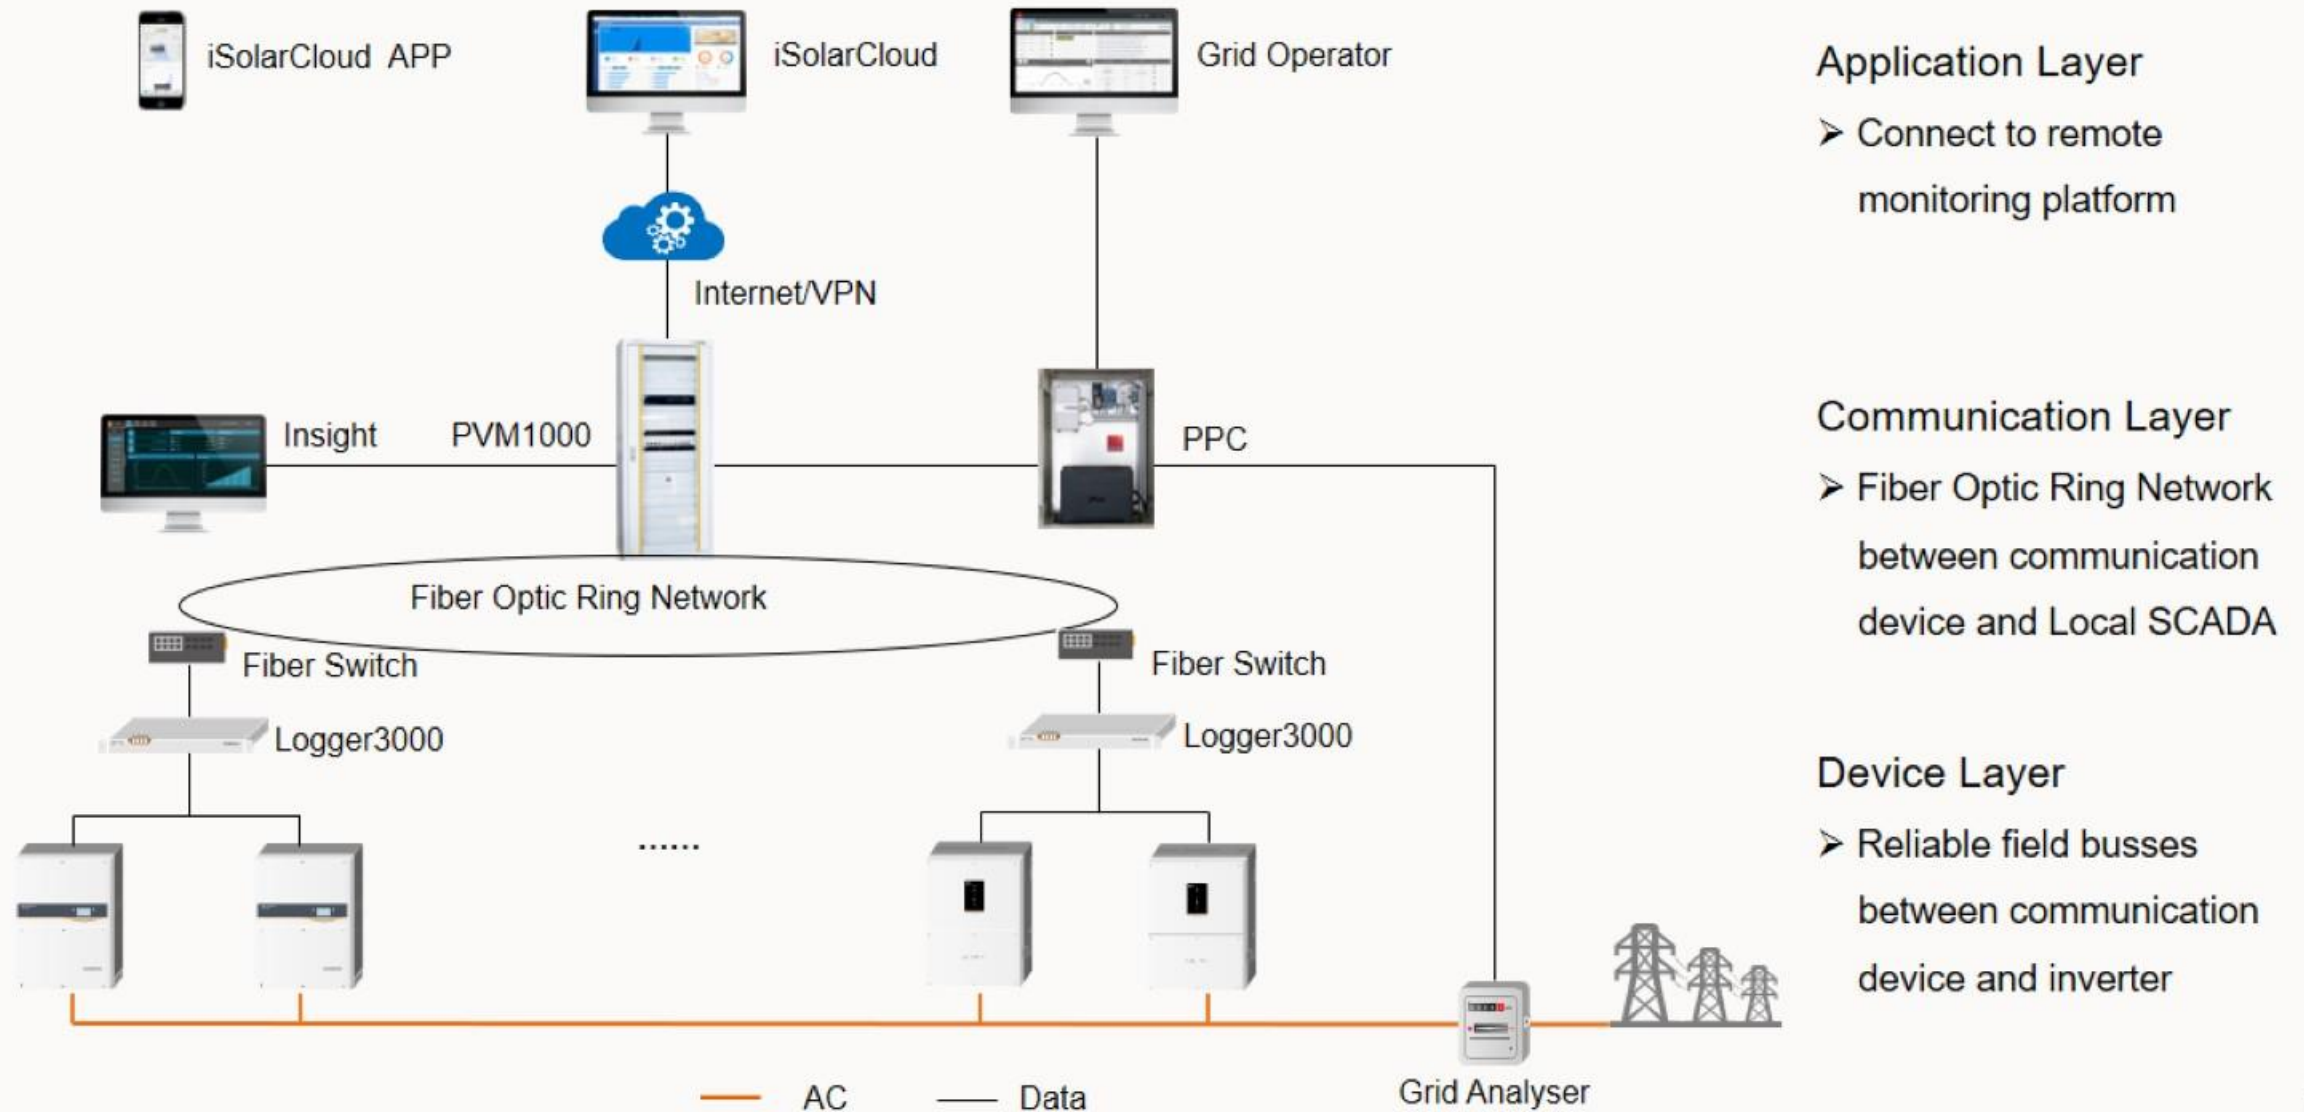 iSolarCloud APP
iSolarCloud
Grid Operator
Application Layer
➢ Connect to remote
monitoring platform
Internet/VPN
Insight
PVM1000
PPC
Communication Layer
➢ Fiber Optic Ring Network
between communication
device and Local SCADA
Fiber Optic Ring Network
Fiber Switch
Fiber Switch
Logger3000
Logger3000
Device Layer
➢ Reliable field busses
between communication
device and inverter
......
Grid Analyser
AC
Data